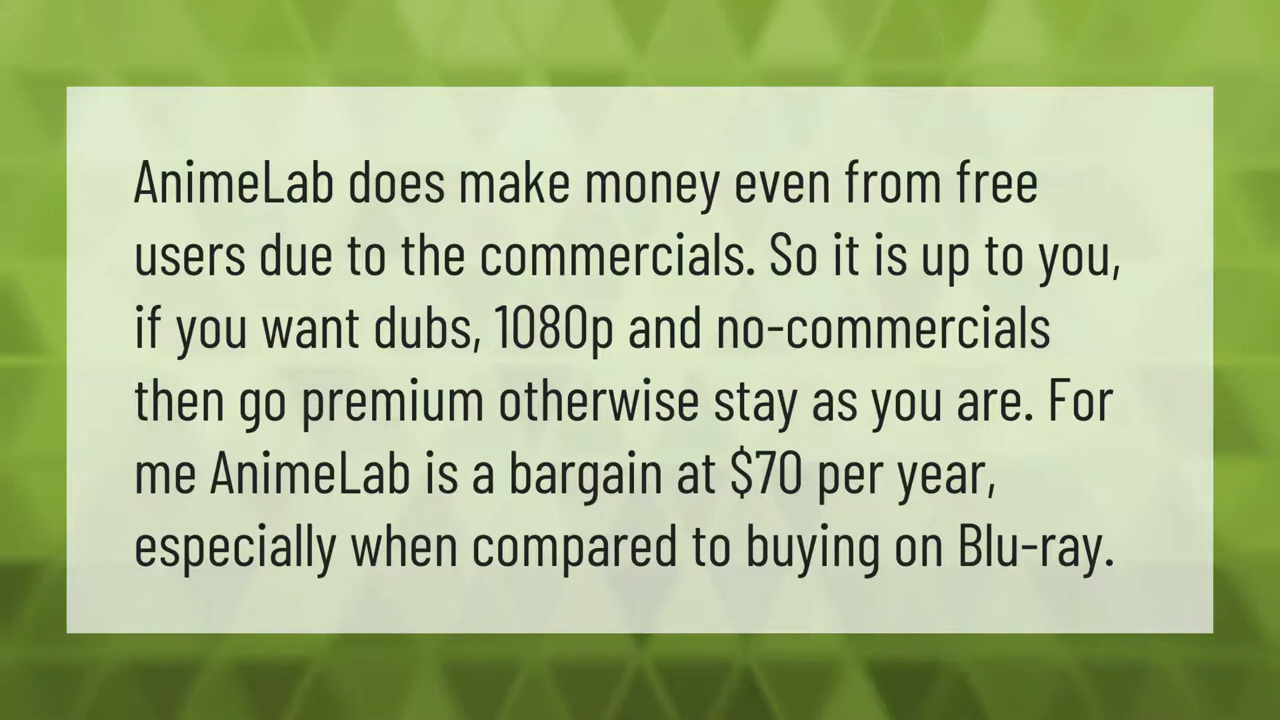 AnimeLab does make money even from free
users due to the commercials. So it is up to you,
if you want dubs, 1080p and no-commercials
then go premium otherwise stay as you are. For
me AnimeLab is a bargain at $70 per year,
especially when compared to buying on Blu-ray.